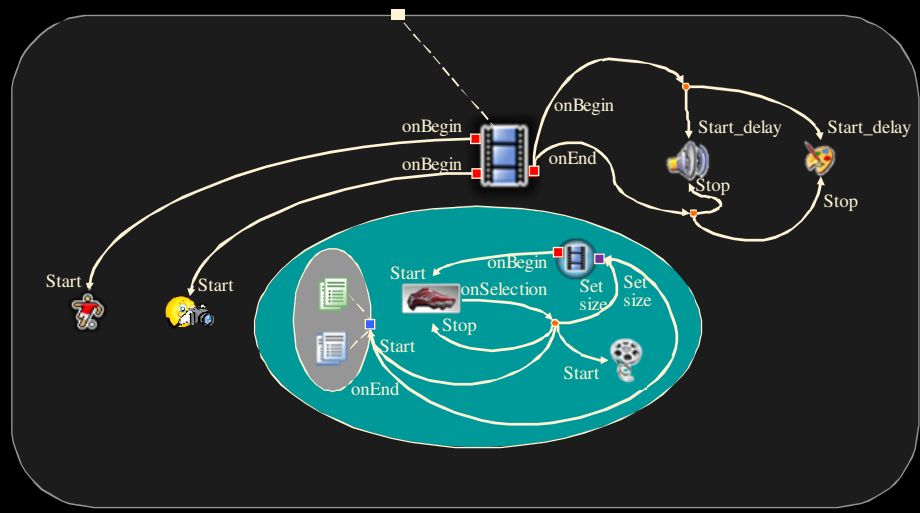 onBegin
onBegin
Start_delay
Start_delay
onEnd
onBegin
Stop
Stop
onBegin
Start
Start
Start
onSelection
Set
size
Set
size
Stop
Start
Start
onEnd